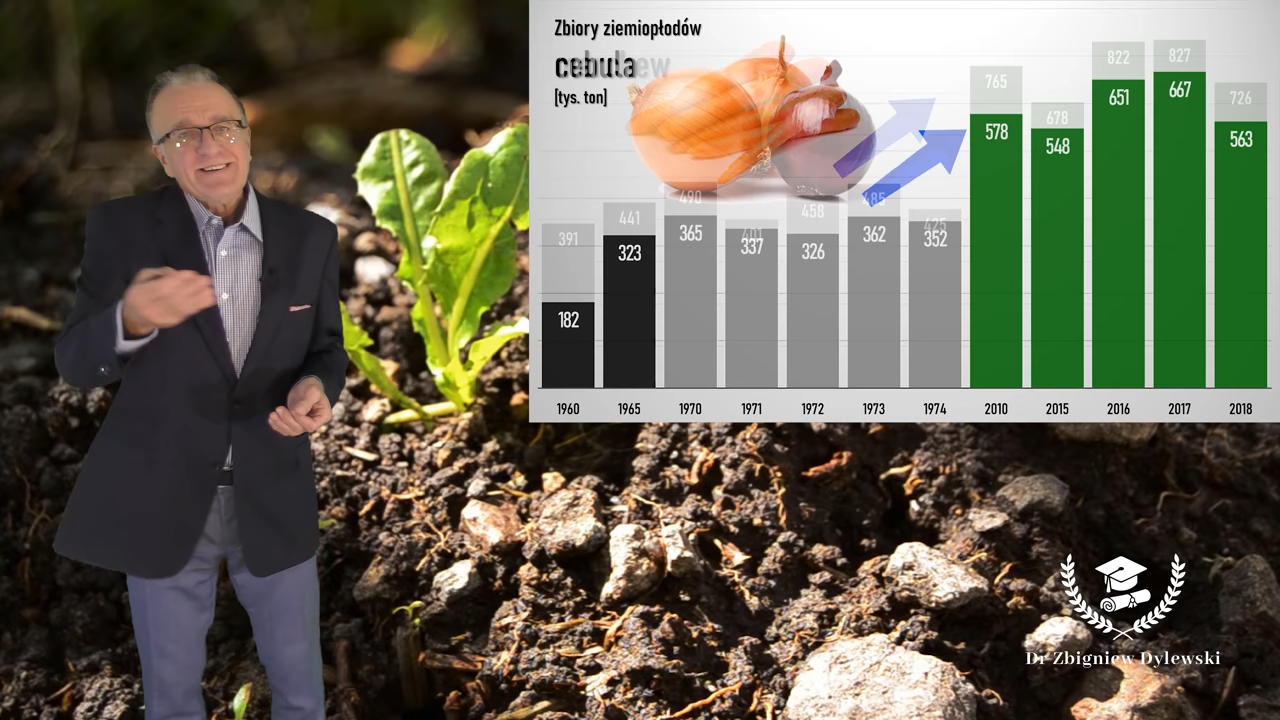 Zbiory ziemiopłodów
cebula
[tys. ton]
391 441 490 401 458 485 425 765 678 822 827 726
182 323 365 337 326 362 352 578 548 651 667 563
1960 1965 1970 1971 1972 1973 1974 2010 2015 2016 2017 2018
Dr Zbigniew Dylewski